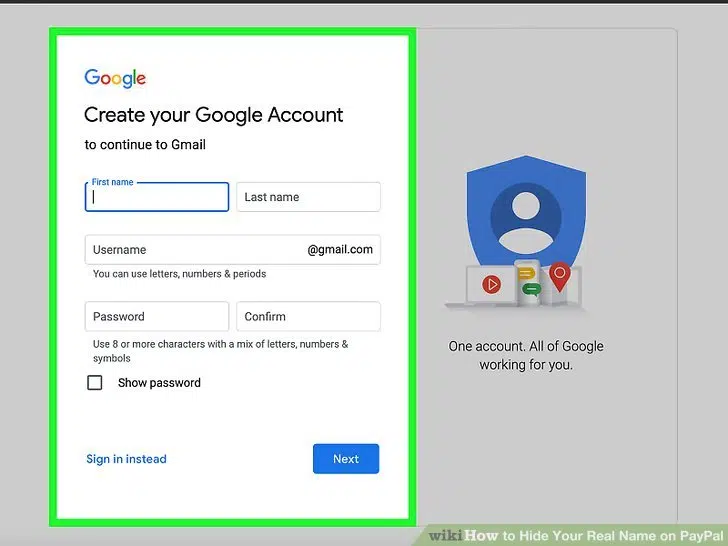 Google
Create your Google Account
to continue to Gmail
First name
Last name
Username @gmail.com
You can use letters, numbers & periods
Password
Confirm
Use 8 or more characters with a mix of letters, numbers &
symbols
Show password
Sign in instead
Next
One account. All of Google
working for you.
wikiHow to Hide Your Real Name on PayPal